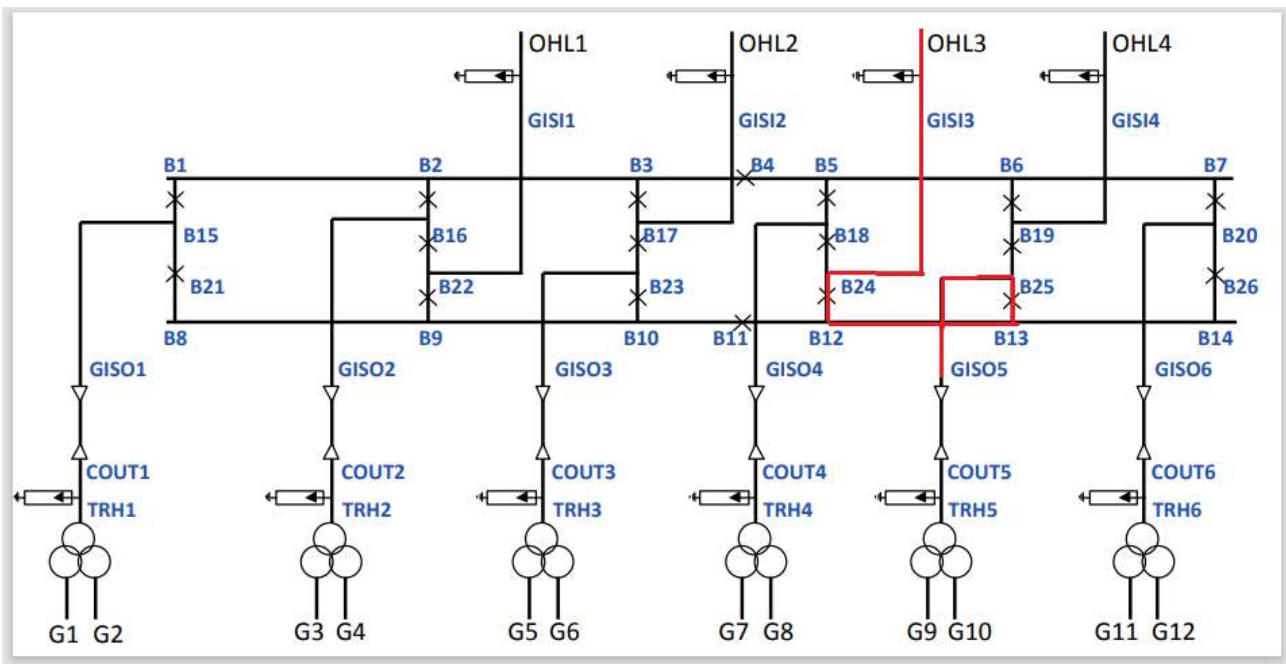 OHL1 OHL2 OHL3 OHL4
GISI1 GISI2 GISI3 GISI4
B1 B2 B3 B4 B5 B6 B7
B15 B16 B17 B18 B19 B20
B21 B22 B23 B24 B25 B26
B8 B9 B10 B11 B12 B13 B14
GISO1 GISO2 GISO3 GISO4 GISO5 GISO6
COUT1 COUT2 COUT3 COUT4 COUT5 COUT6
TRH1 TRH2 TRH3 TRH4 TRH5 TRH6
G1 G2 G3 G4 G5 G6 G7 G8 G9 G10 G11 G12